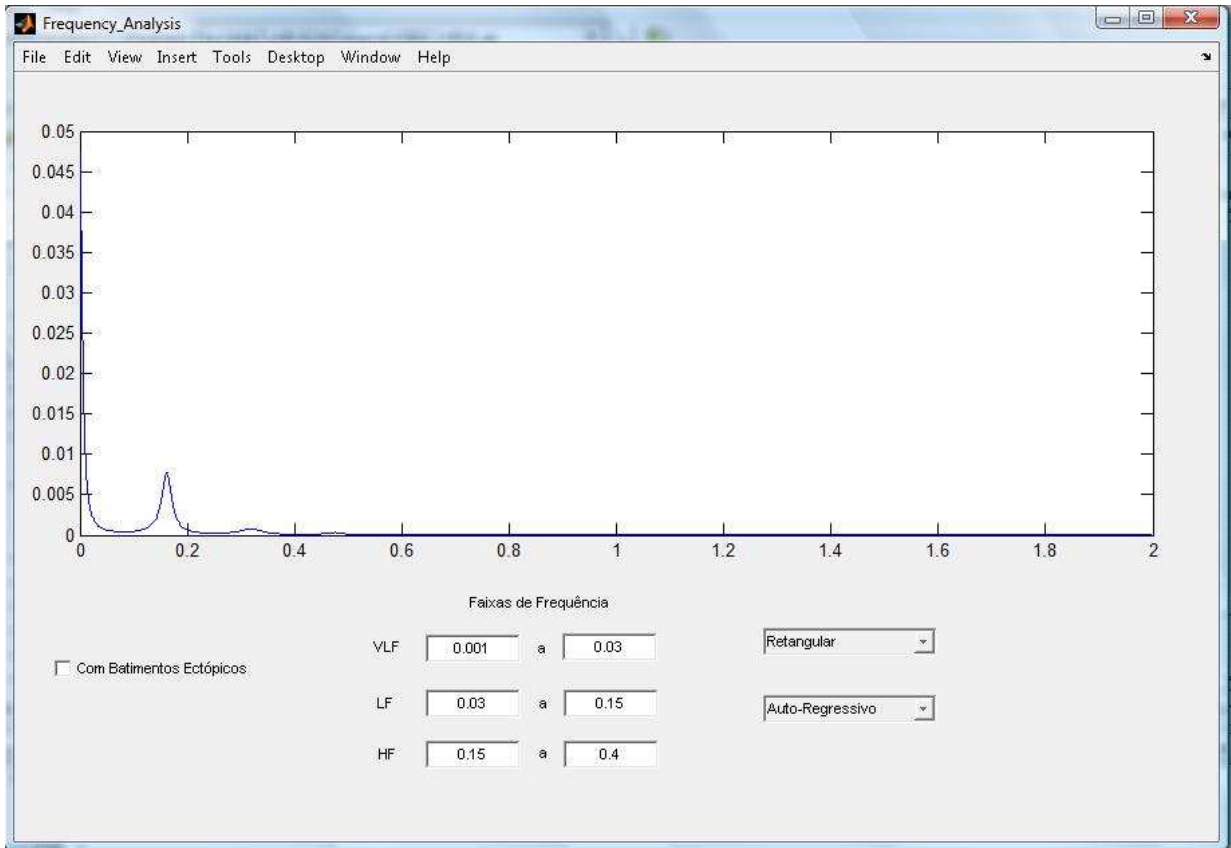 Frequency_Analysis
File Edit View Insert Tools Desktop Window Help
0.05
0.045
0.04
0.035
0.03
0.025
0.02
0.015
0.01
0.005
0
0 0.2 0.4 0.6 0.8 1 1.2 1.4 1.6 1.8 2
Faixas de Frequência
VLF 0.001 a 0.03
Retangular
Com Batimentos Ectópicos
LF 0.03 a 0.15
Auto-Regressivo
HF 0.15 a 0.4